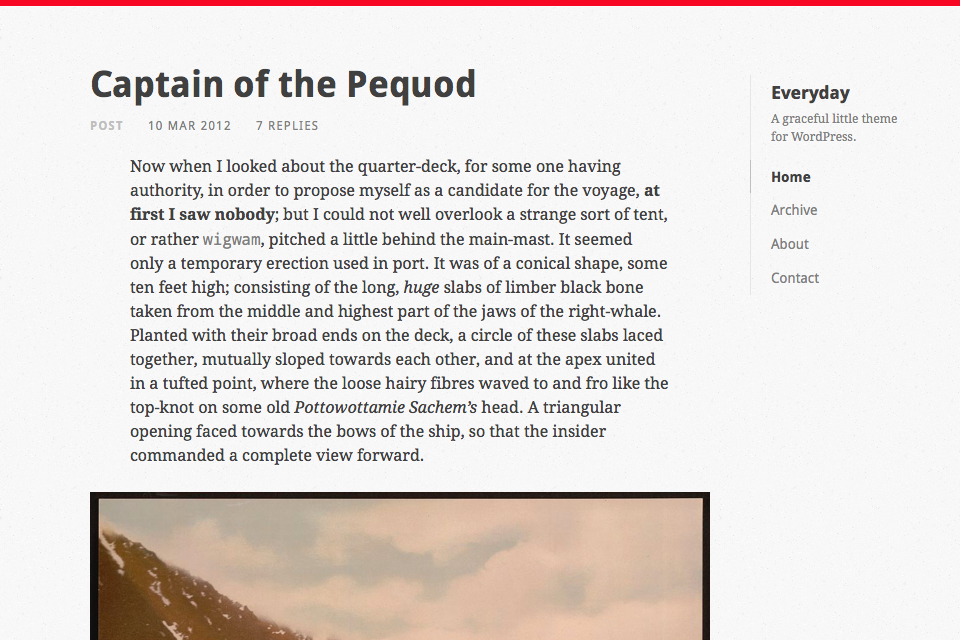 Captain of the Pequod
POST 10 MAR 2012 7 REPLIES
Now when I looked about the quarter-deck, for some one having
authority, in order to propose myself as a candidate for the voyage, at
first I saw nobody; but I could not well overlook a strange sort of tent,
or rather wigwam, pitched a little behind the main-mast. It seemed
only a temporary erection used in port. It was of a conical shape, some
ten feet high; consisting of the long, huge slabs of limber black bone
taken from the middle and highest part of the jaws of the right-whale.
Planted with their broad ends on the deck, a circle of these slabs laced
together, mutually sloped towards each other, and at the apex united
in a tufted point, where the loose hairy fibres waved to and fro like the
top-knot on some old Pottowottamie Sachem’s head. A triangular
opening faced towards the bows of the ship, so that the insider
commanded a complete view forward.
Everyday
A graceful little theme
for WordPress.
Home
Archive
About
Contact